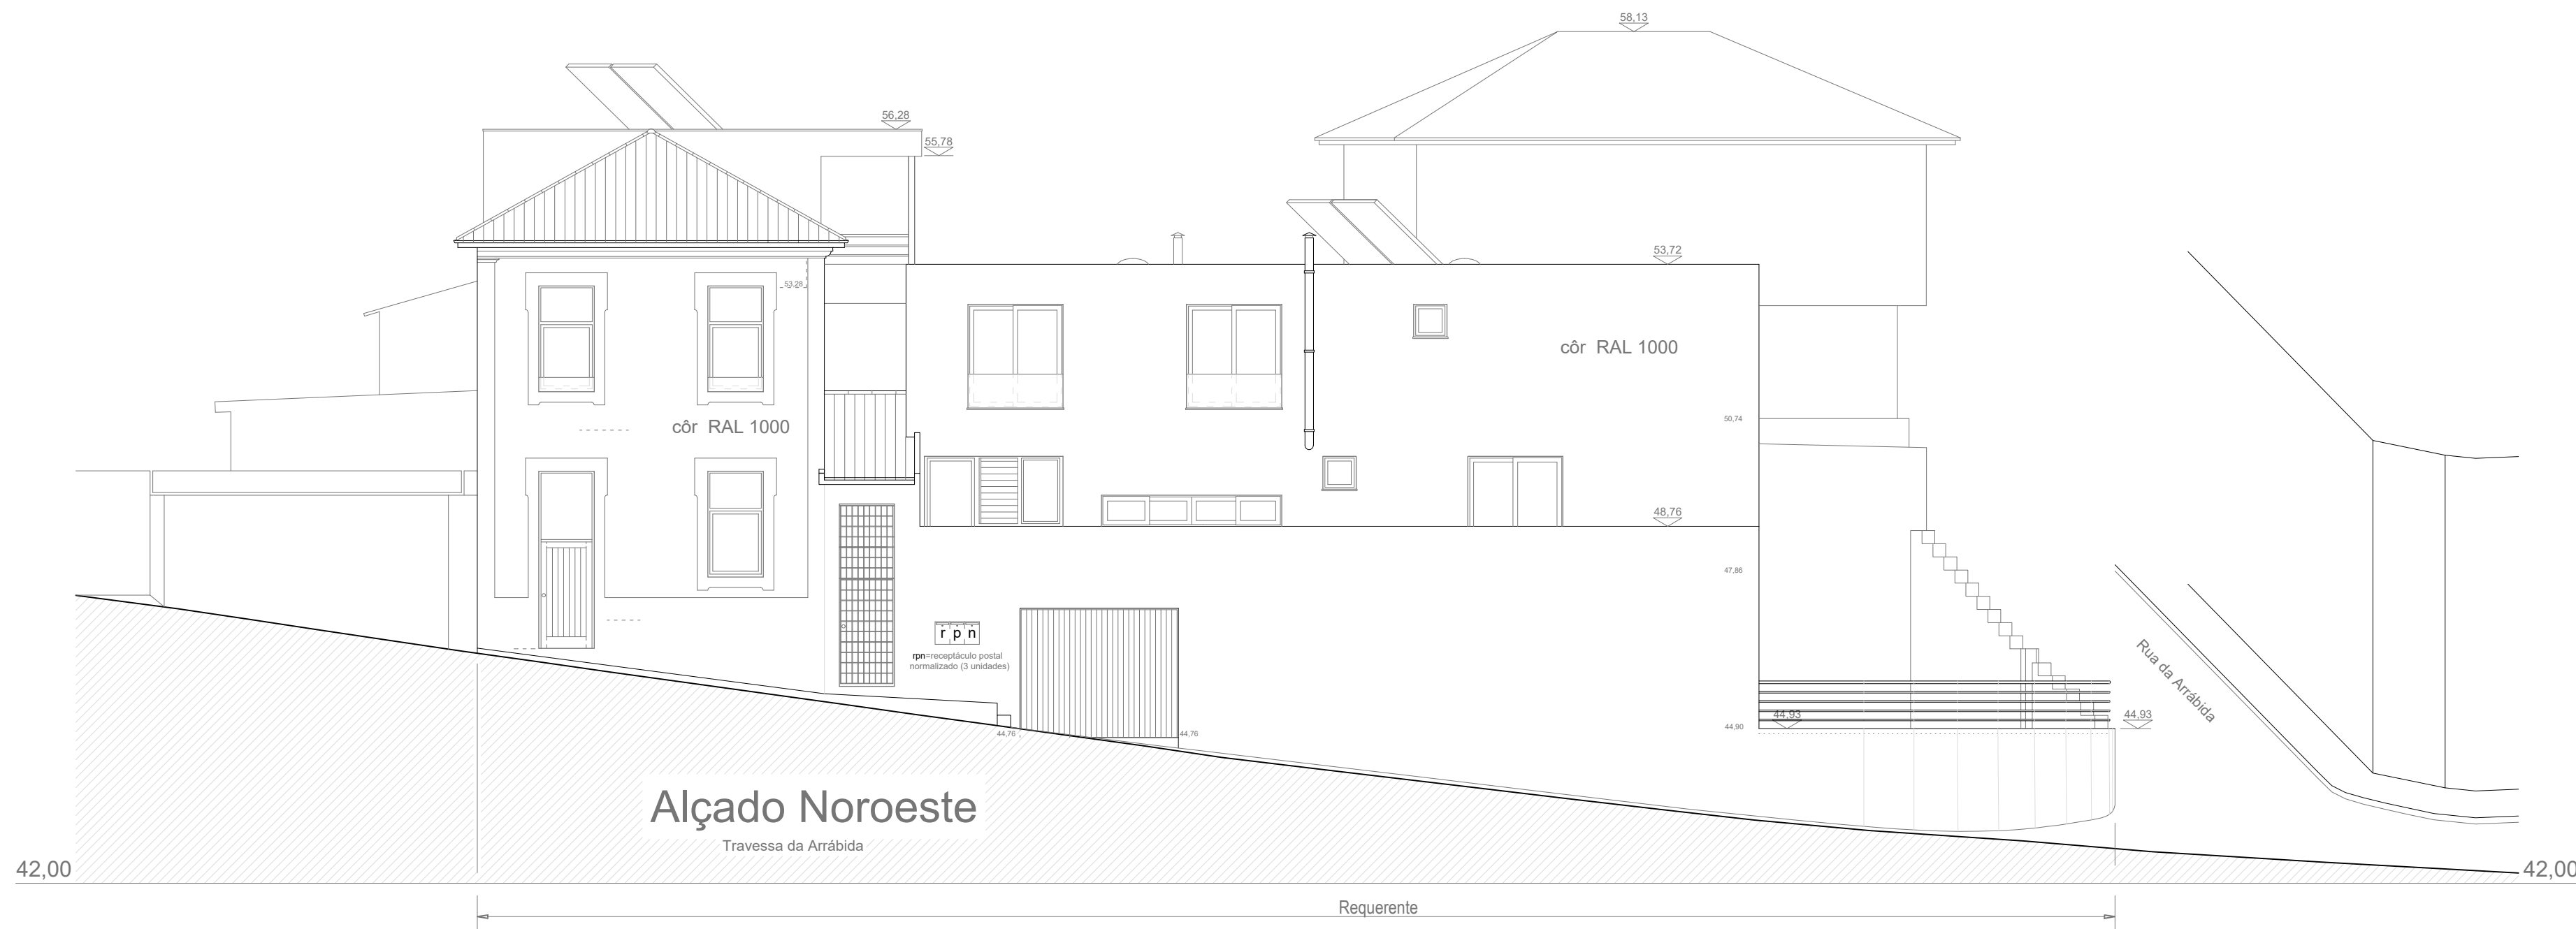 58,13
56,28
55,78
53,72
53,28
côr RAL 1000
50,74
côr RAL 1000
48,76
47,86
r p n
rpn=receptáculo postal
normalizado (3 unidades)
Rua da Arrábida
44,93
44,93
44,90
44,76
44,76
Alçado Noroeste
Travessa da Arrábida
42,00
42,00
Requerente